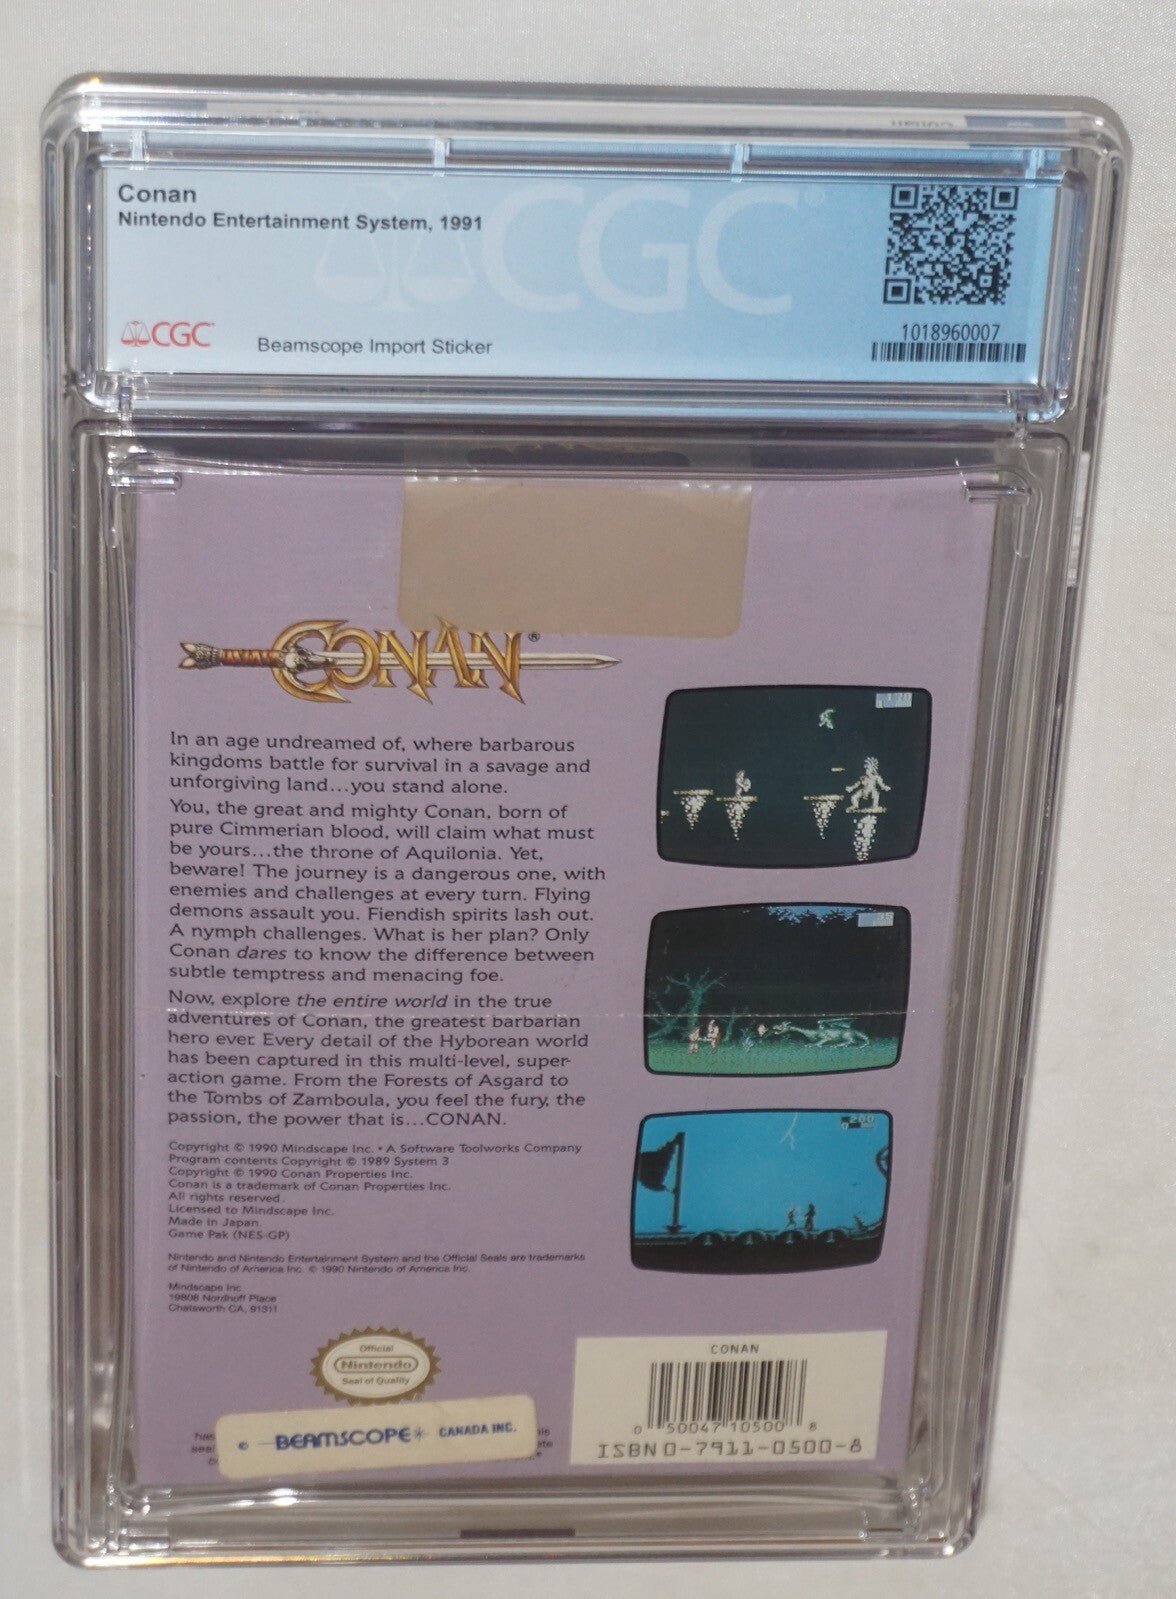 Conan
Nintendo Entertainment System, 1991
CGC
CGC
1018960007
Beamscope Import Sticker
CONAN®
In an age undreamed of, where barbarous
kingdoms battle for survival in a savage and
unforgiving land...you stand alone.
You, the great and mighty Conan, born of
pure Cimmerian blood, will claim what must
be yours...the throne of Aquilonia. Yet,
beware! The journey is a dangerous one, with
enemies and challenges at every turn. Flying
demons assault you. Fiendish spirits lash out.
A nymph challenges. What is her plan? Only
Conan dares to know the difference between
subtle temptress and menacing foe.
Now, explore the entire world in the true
adventures of Conan, the greatest barbarian
hero ever. Every detail of the Hyborean world
has been captured in this multi-level, super-
action game. From the Forests of Asgard to
the Tombs of Zamboula, you feel the fury, the
passion, the power that is...CONAN.
Copyright © 1990 Mindscape Inc. • A Software Toolworks Company
Program contents Copyright © 1989 System 3
Copyright © 1990 Conan Properties Inc.
Conan is a trademark of Conan Properties Inc.
All rights reserved.
Licensed to Mindscape Inc.
Made in Japan.
Game Pak (NES-GP)
Nintendo and Nintendo Entertainment System and the Official Seals are trademarks
of Nintendo of America Inc. © 1990 Nintendo of America Inc.
Mindscape Inc.
19808 Nordhoff Place
Chatsworth CA, 91311
200
Official
Nintendo
Seal of Quality
BEAMSCOPE* CANADA INC.
CONAN
0 50047 10500 8
ISBN 0-7911-0500-8